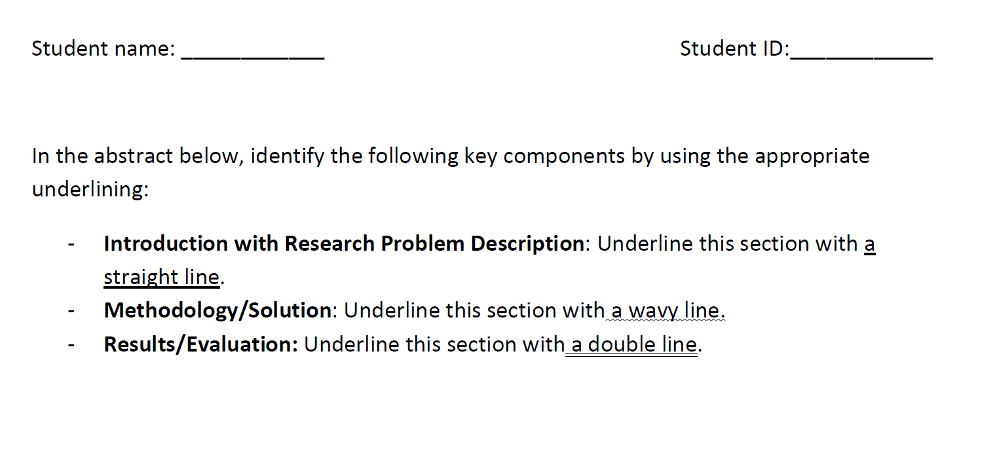 Student name: ____________ Student ID:____________
In the abstract below, identify the following key components by using the appropriate
underlining:
- Introduction with Research Problem Description: Underline this section with a
straight line.
- Methodology/Solution: Underline this section with a wavy line.
- Results/Evaluation: Underline this section with a double line.